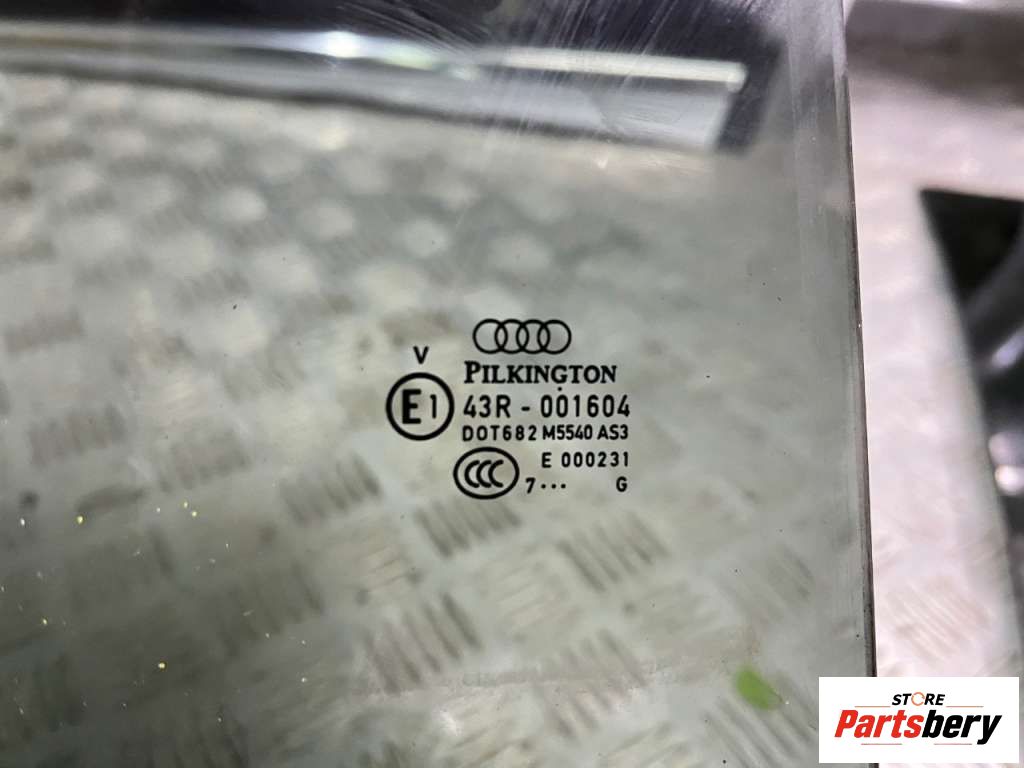 V
PILKINGTON
E1 43R - 001604
DOT682 M5540 AS3
CCC E 000231
7··· G
STORE
Partsbery